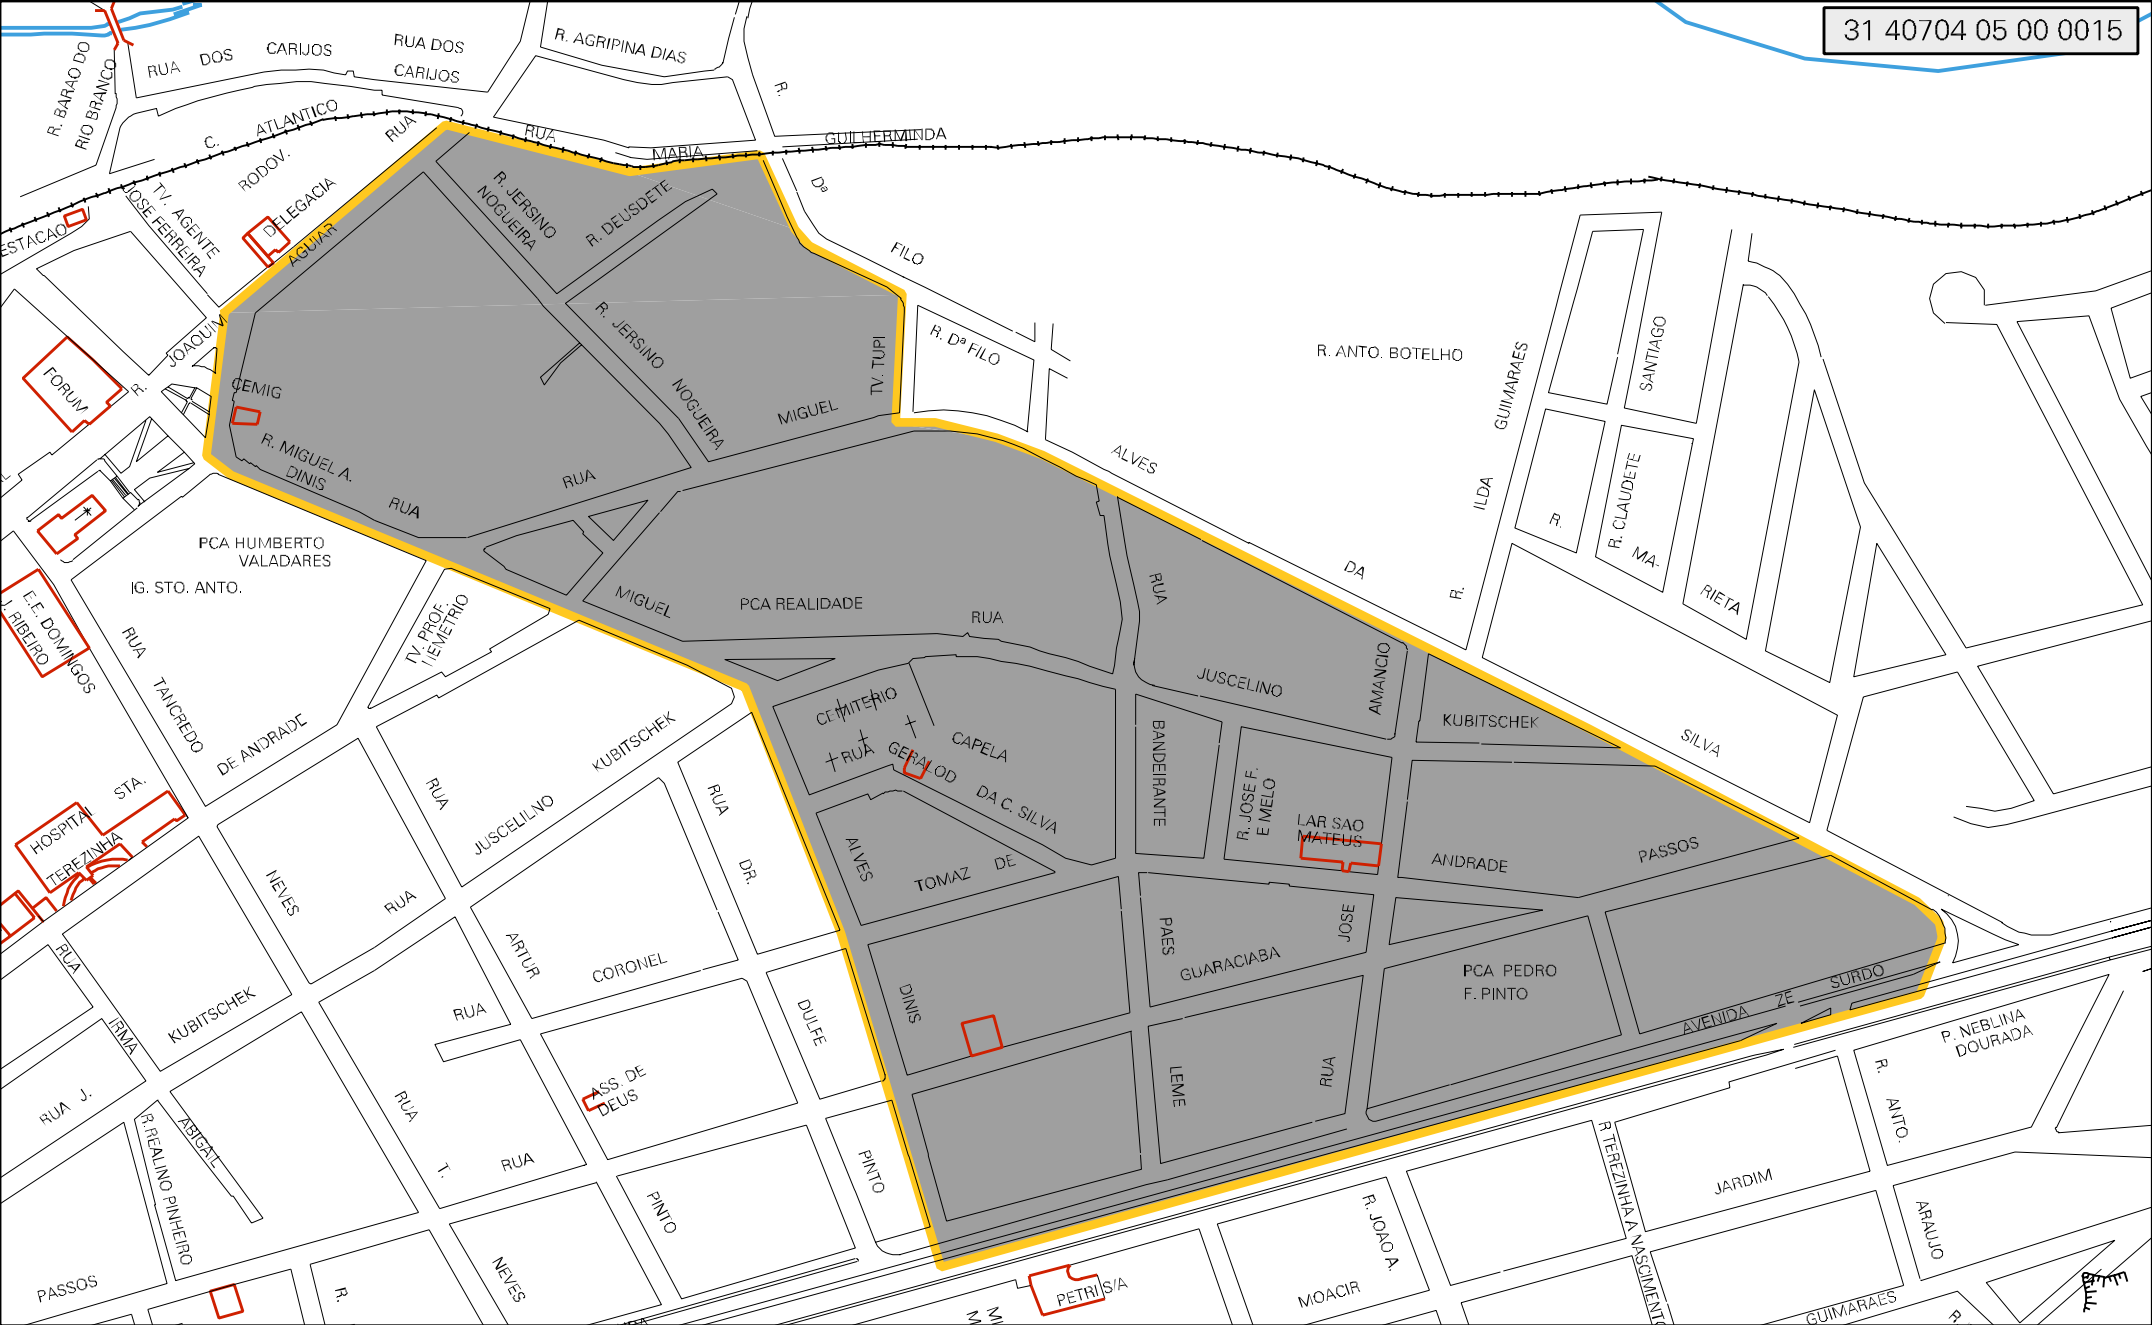 31 40704 05 00 0015
R. BARAO DO
RIO BRANCO
RUA DOS CARIJOS
RUA DOS
CARIJOS
R. AGRIPINA DIAS
R.
C. ATLANTICO
RUA
RUA
MARIA
GUILHERMINDA
RODOV.
DELEGACIA
TV. AGENTE
JOSE FERREIRA
AGUIAR
ESTACAO
R. JERSINO
NOGUEIRA
R. DEUSDETE
Dª
FILO
R. JERSINO
NOGUEIRA
TV. TUPI
R. Dª FILO
R. ANTO. BOTELHO
GUIMARAES
SANTIAGO
JOAQUIM
R.
FORUM
CEMIG
MIGUEL
R. MIGUEL A.
DINIS
RUA
RUA
ALVES
ILDA
R.
R. CLAUDETE
MA-
RIETA
PCA HUMBERTO
VALADARES
IG. STO. ANTO.
E.E. DOMINGOS
J. RIBEIRO
TV. PROF.
MIGUEL
PCA REALIDADE
RUA
RUA
DA
R.
RUA
TANCREDO
JUSCELINO
AMANCIO
KUBITSCHEK
SILVA
DE ANDRADE
KUBITSCHEK
CEMITERIO
RUA
GERALOD
CAPELA
DA C. SILVA
BANDEIRANTE
R. JOSE F.
E MELO
LAR SAO
MATEUS
HOSPITAL
STA.
TEREZINHA
RUA
JUSCELILNO
RUA
DR.
ALVES
TOMAZ DE
ANDRADE
PASSOS
NEVES
RUA
ARTUR
CORONEL
DULFE
DINIS
PAES
GUARACIABA
JOSE
PCA PEDRO
F. PINTO
AVENIDA ZE SURDO
P. NEBLINA
DOURADA
RUA
IRMA
KUBITSCHEK
RUA
RUA J.
ABIGAIL
R.REALINO PINHEIRO
RUA
T.
ASS. DE
DEUS
RUA
PINTO
PINTO
LEME
RUA
R.
ANTO.
ARAUJO
JARDIM
R TEREZINHA A NASCIMENTO
R. JOAO A.
MOACIR
GUIMARAES
R.
PETRI S/A
NEVES
PASSOS
R.